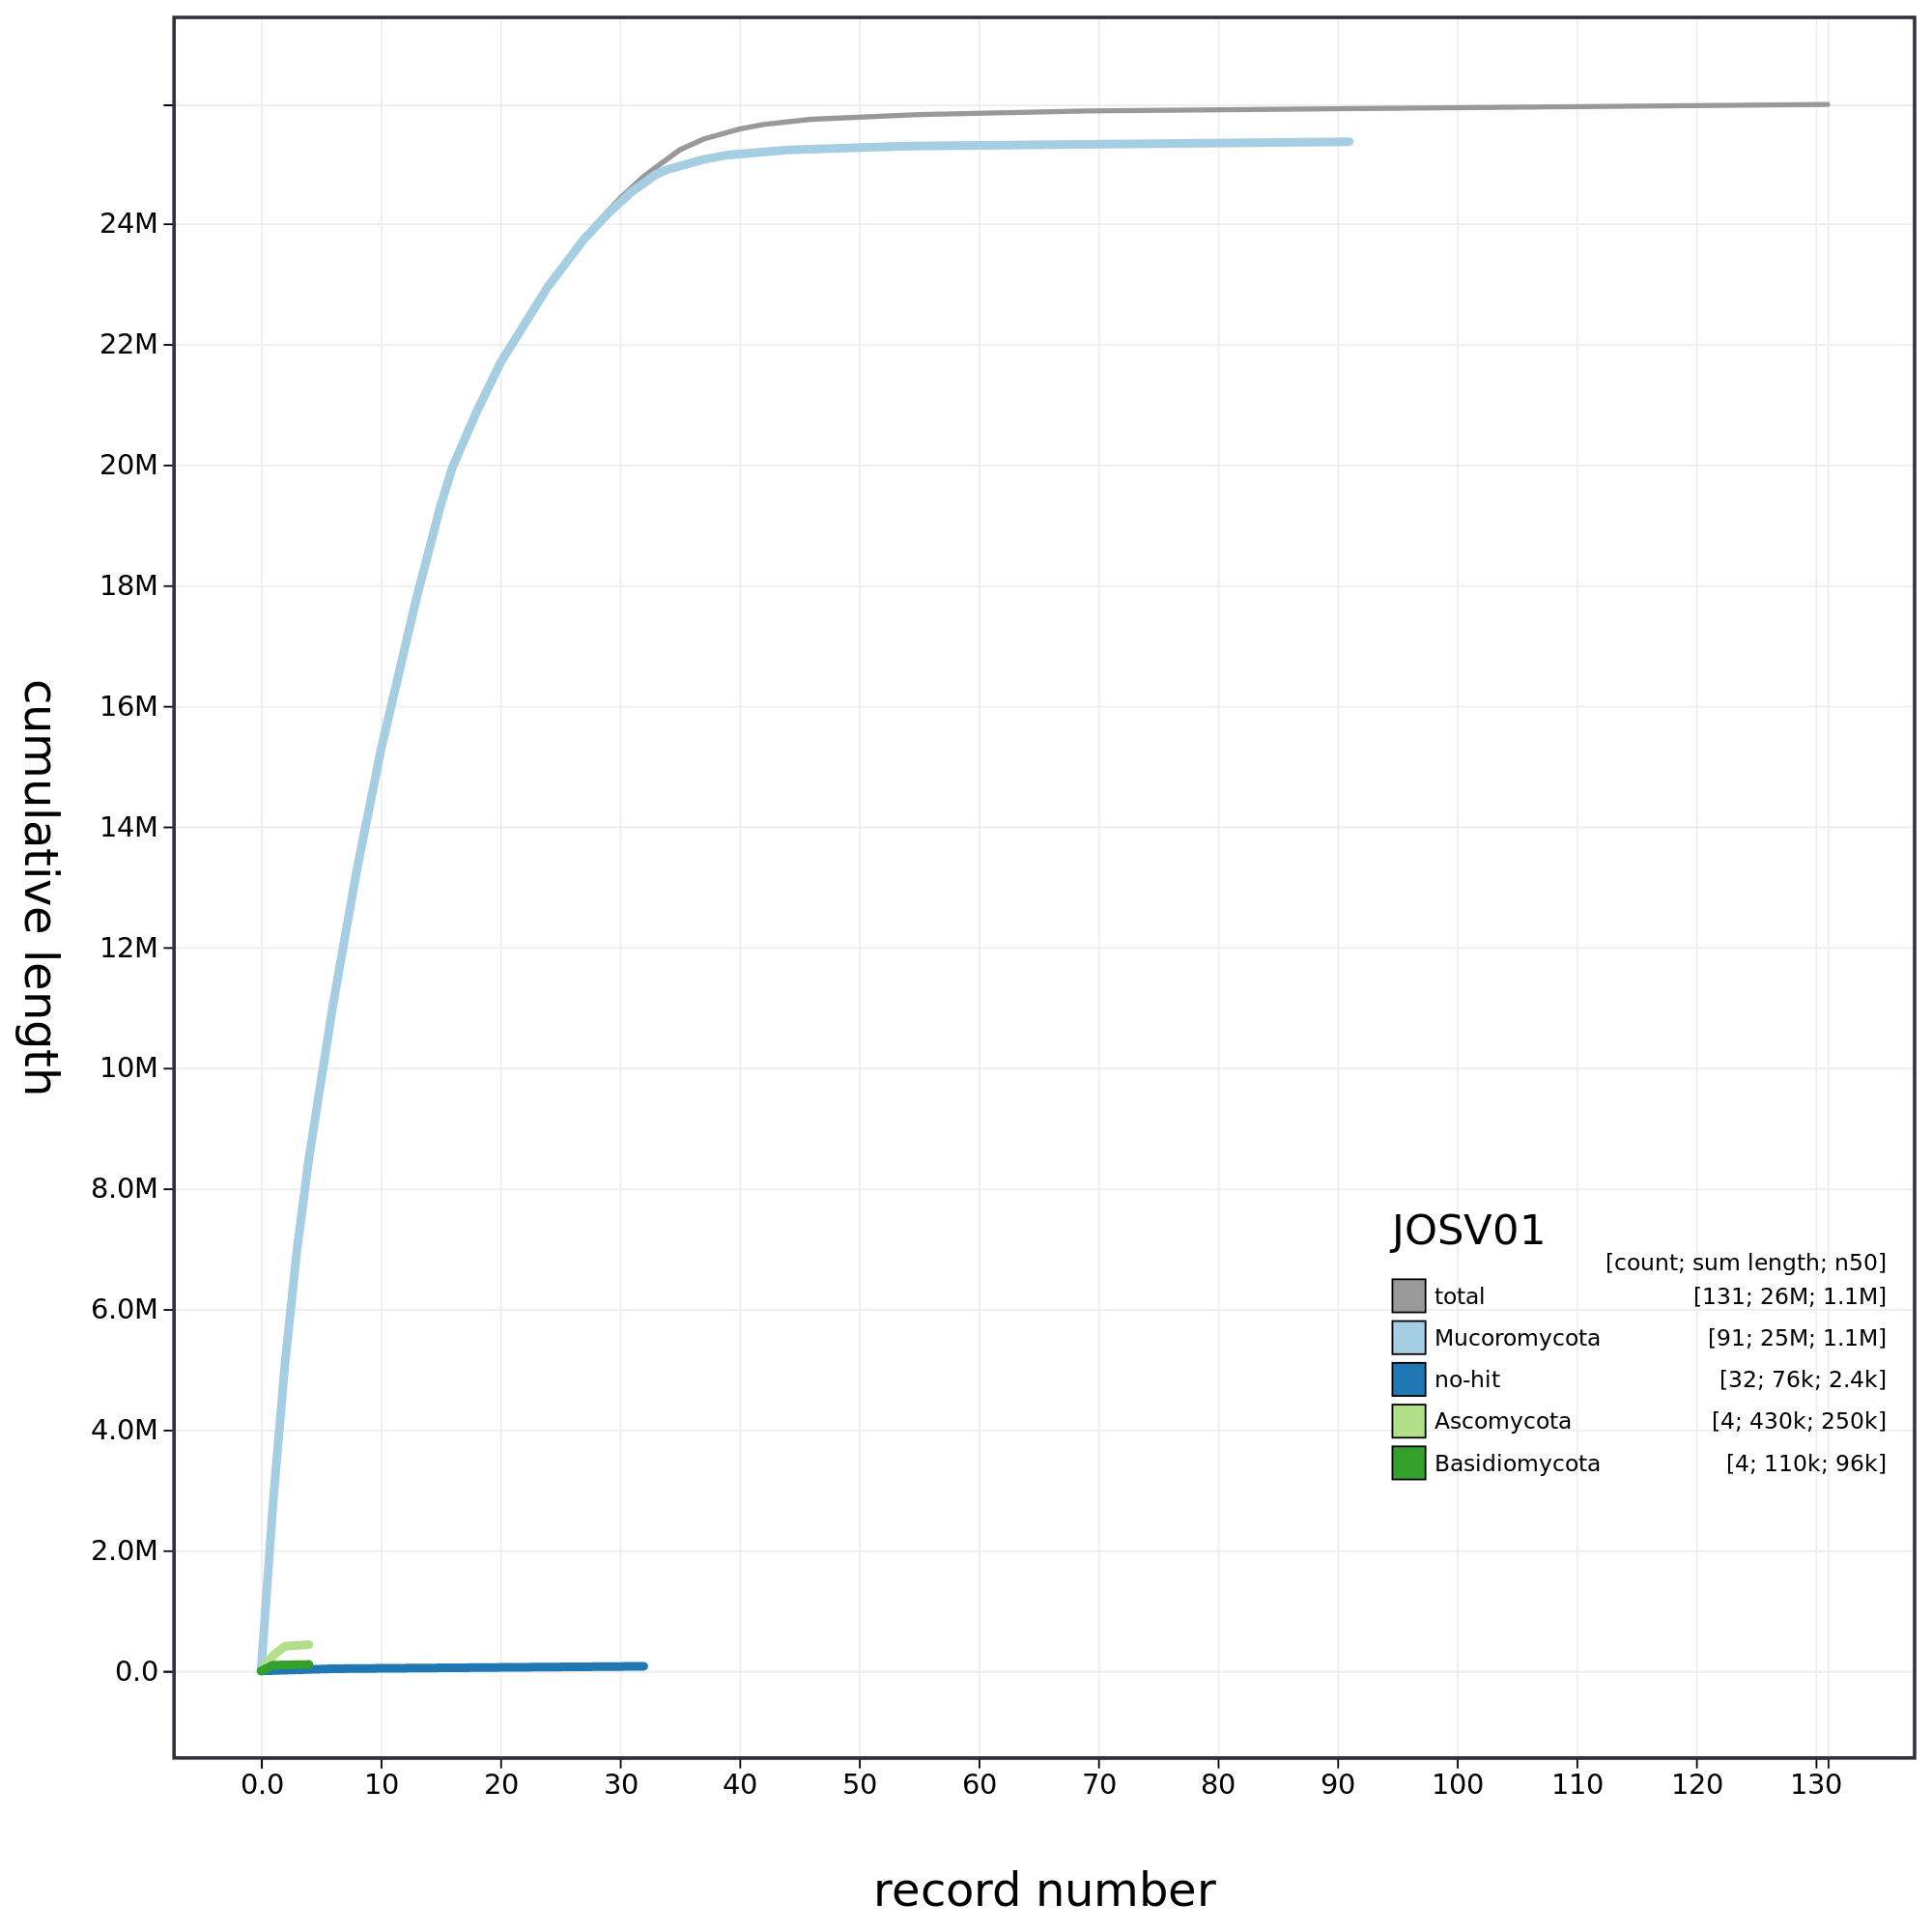 24M
22M
20M
18M
16M
14M
12M
10M
8.0M
6.0M
4.0M
2.0M
0.0
cumulative length
JOSV01
[count; sum length; n50]
total [131; 26M; 1.1M]
Mucoromycota [91; 25M; 1.1M]
no-hit [32; 76k; 2.4k]
Ascomycota [4; 430k; 250k]
Basidiomycota [4; 110k; 96k]
0.0 10 20 30 40 50 60 70 80 90 100 110 120 130
record number